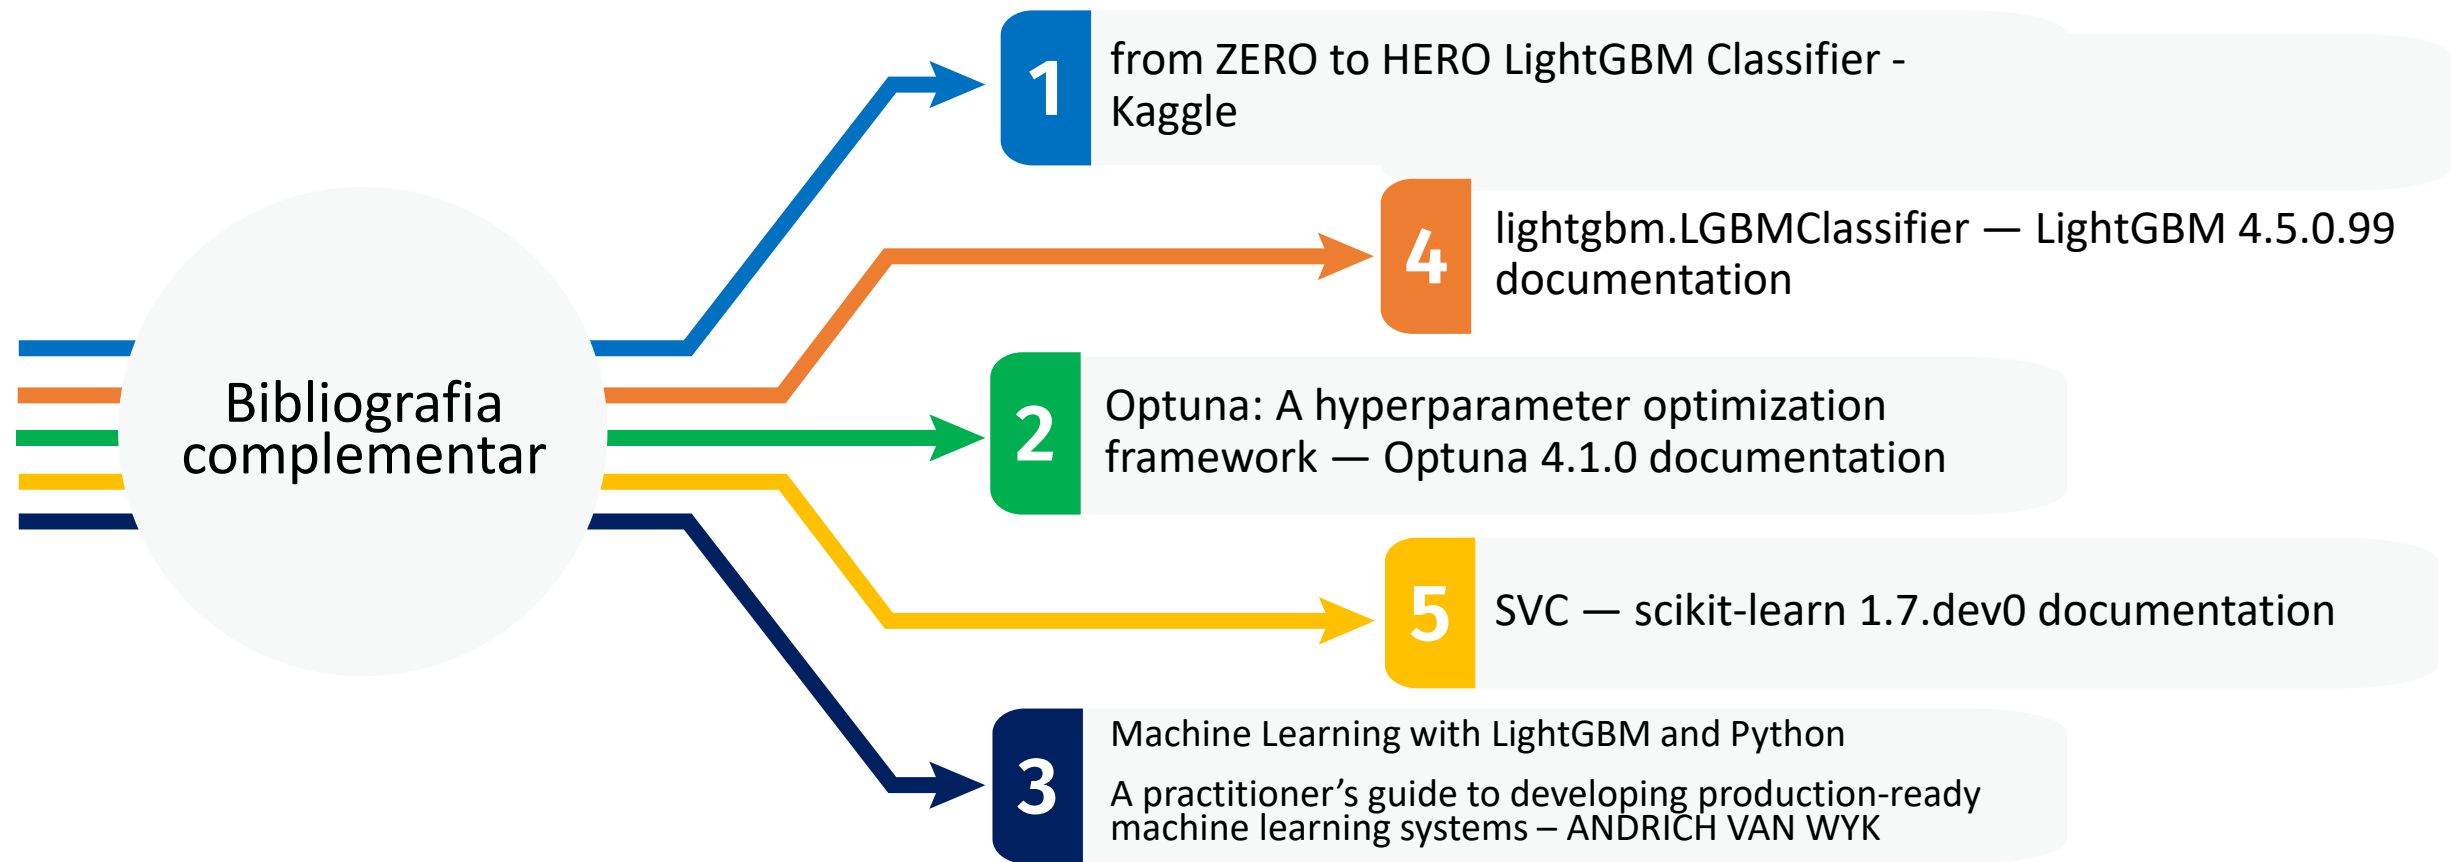 Bibliografia
complementar
1
from ZERO to HERO LightGBM Classifier -
Kaggle
4
lightgbm.LGBMClassifier — LightGBM 4.5.0.99
documentation
2
Optuna: A hyperparameter optimization
framework — Optuna 4.1.0 documentation
5
SVC — scikit-learn 1.7.dev0 documentation
3
Machine Learning with LightGBM and Python
A practitioner’s guide to developing production-ready
machine learning systems – ANDRICH VAN WYK